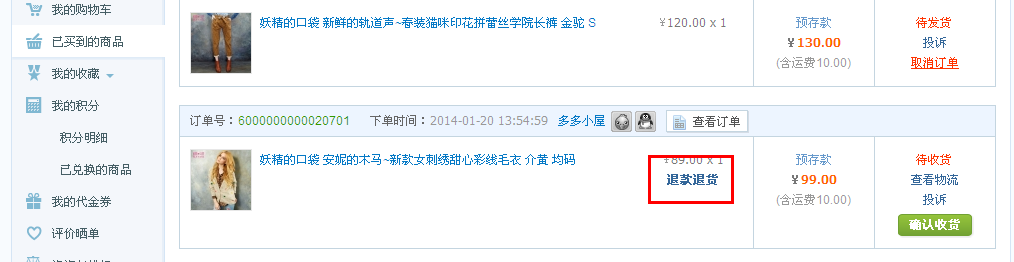 我的购物车
已买到的商品
我的收藏
我的积分
积分明细
已兑换的商品
我的代金券
评价晒单
妖精的口袋 新鲜的轨道声~春装猫咪印花拼蕾丝学院长裤 金驼 S
¥120.00 x 1
预存款
¥130.00
(含运费10.00)
待发货
投诉
取消订单
订单号：6000000000020701 下单时间：2014-01-20 13:54:59 多多小屋 查看订单
妖精的口袋 安妮的木马~新款女刺绣甜心彩线毛衣 介黄 均码
¥89.00 x 1
退款退货
预存款
¥99.00
(含运费10.00)
待收货
查看物流
投诉
确认收货